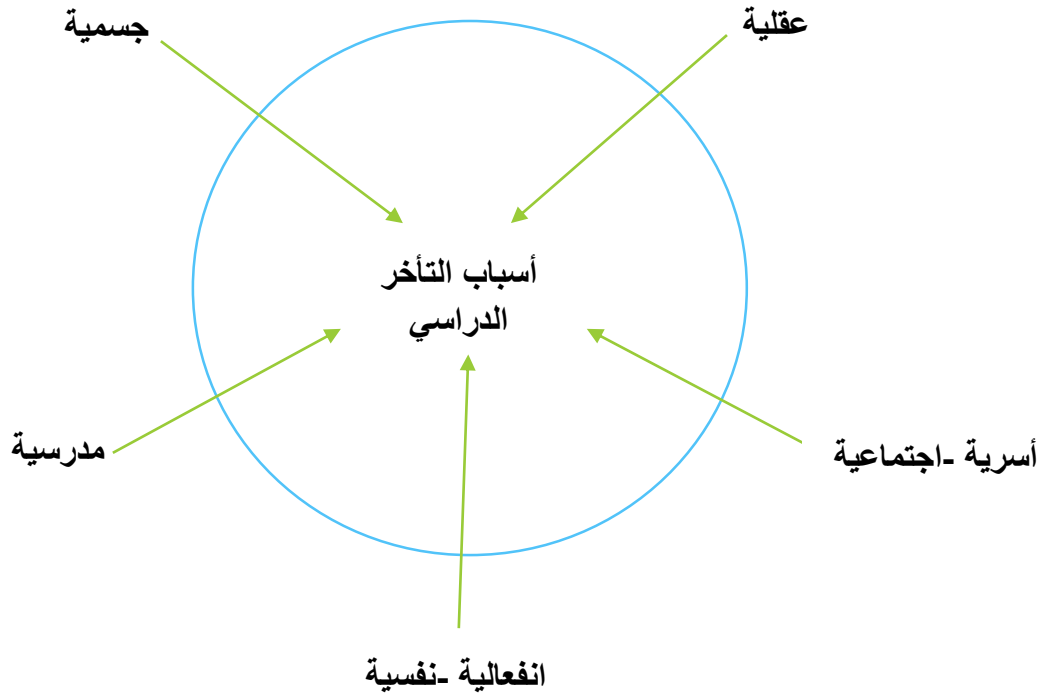 عقلية
جسمية
أسباب التأخر
الدراسي
أسرية -اجتماعية
مدرسية
انفعالية -نفسية